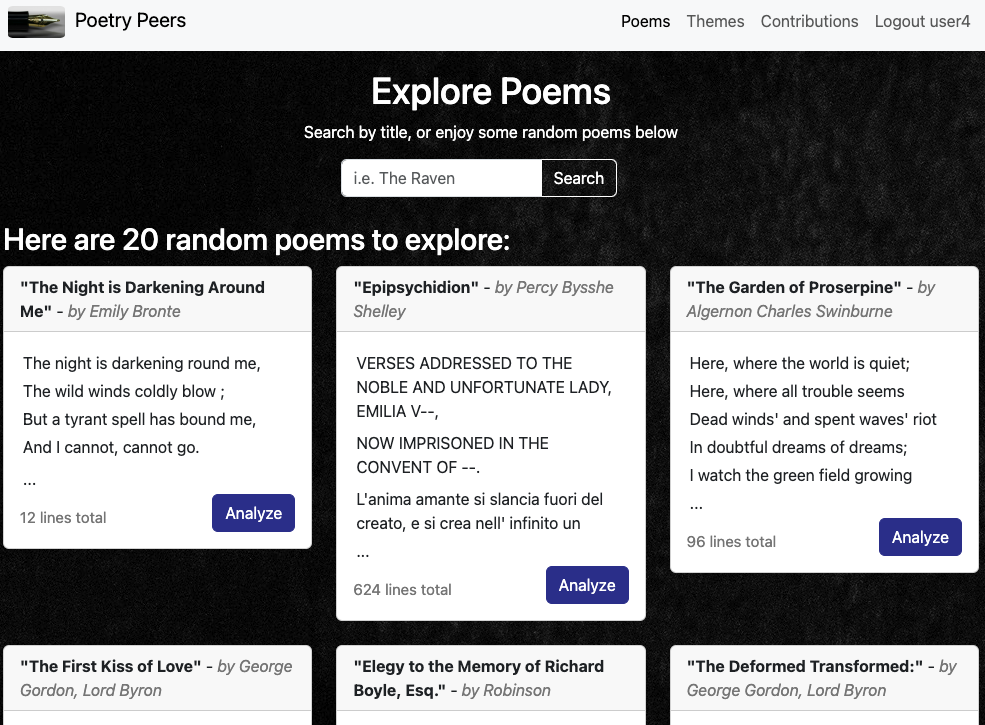 Poetry Peers
Poems Themes Contributions Logout user4
Explore Poems
Search by title, or enjoy some random poems below
i.e. The Raven
Search
Here are 20 random poems to explore:
"The Night is Darkening Around
Me" - by Emily Bronte
The night is darkening round me,
The wild winds coldly blow ;
But a tyrant spell has bound me,
And I cannot, cannot go.
...
12 lines total
Analyze
"Epipsychidion" - by Percy Bysshe
Shelley
VERSES ADDRESSED TO THE
NOBLE AND UNFORTUNATE LADY,
EMILIA V--,
NOW IMPRISONED IN THE
CONVENT OF --.
L'anima amante si slancia fuori del
creato, e si crea nell' infinito un
...
624 lines total
Analyze
"The Garden of Proserpine" - by
Algernon Charles Swinburne
Here, where the world is quiet;
Here, where all trouble seems
Dead winds' and spent waves' riot
In doubtful dreams of dreams;
I watch the green field growing
...
96 lines total
Analyze
"The First Kiss of Love" - by George
Gordon, Lord Byron
"Elegy to the Memory of Richard
Boyle, Esq." - by Robinson
"The Deformed Transformed:" - by
George Gordon, Lord Byron